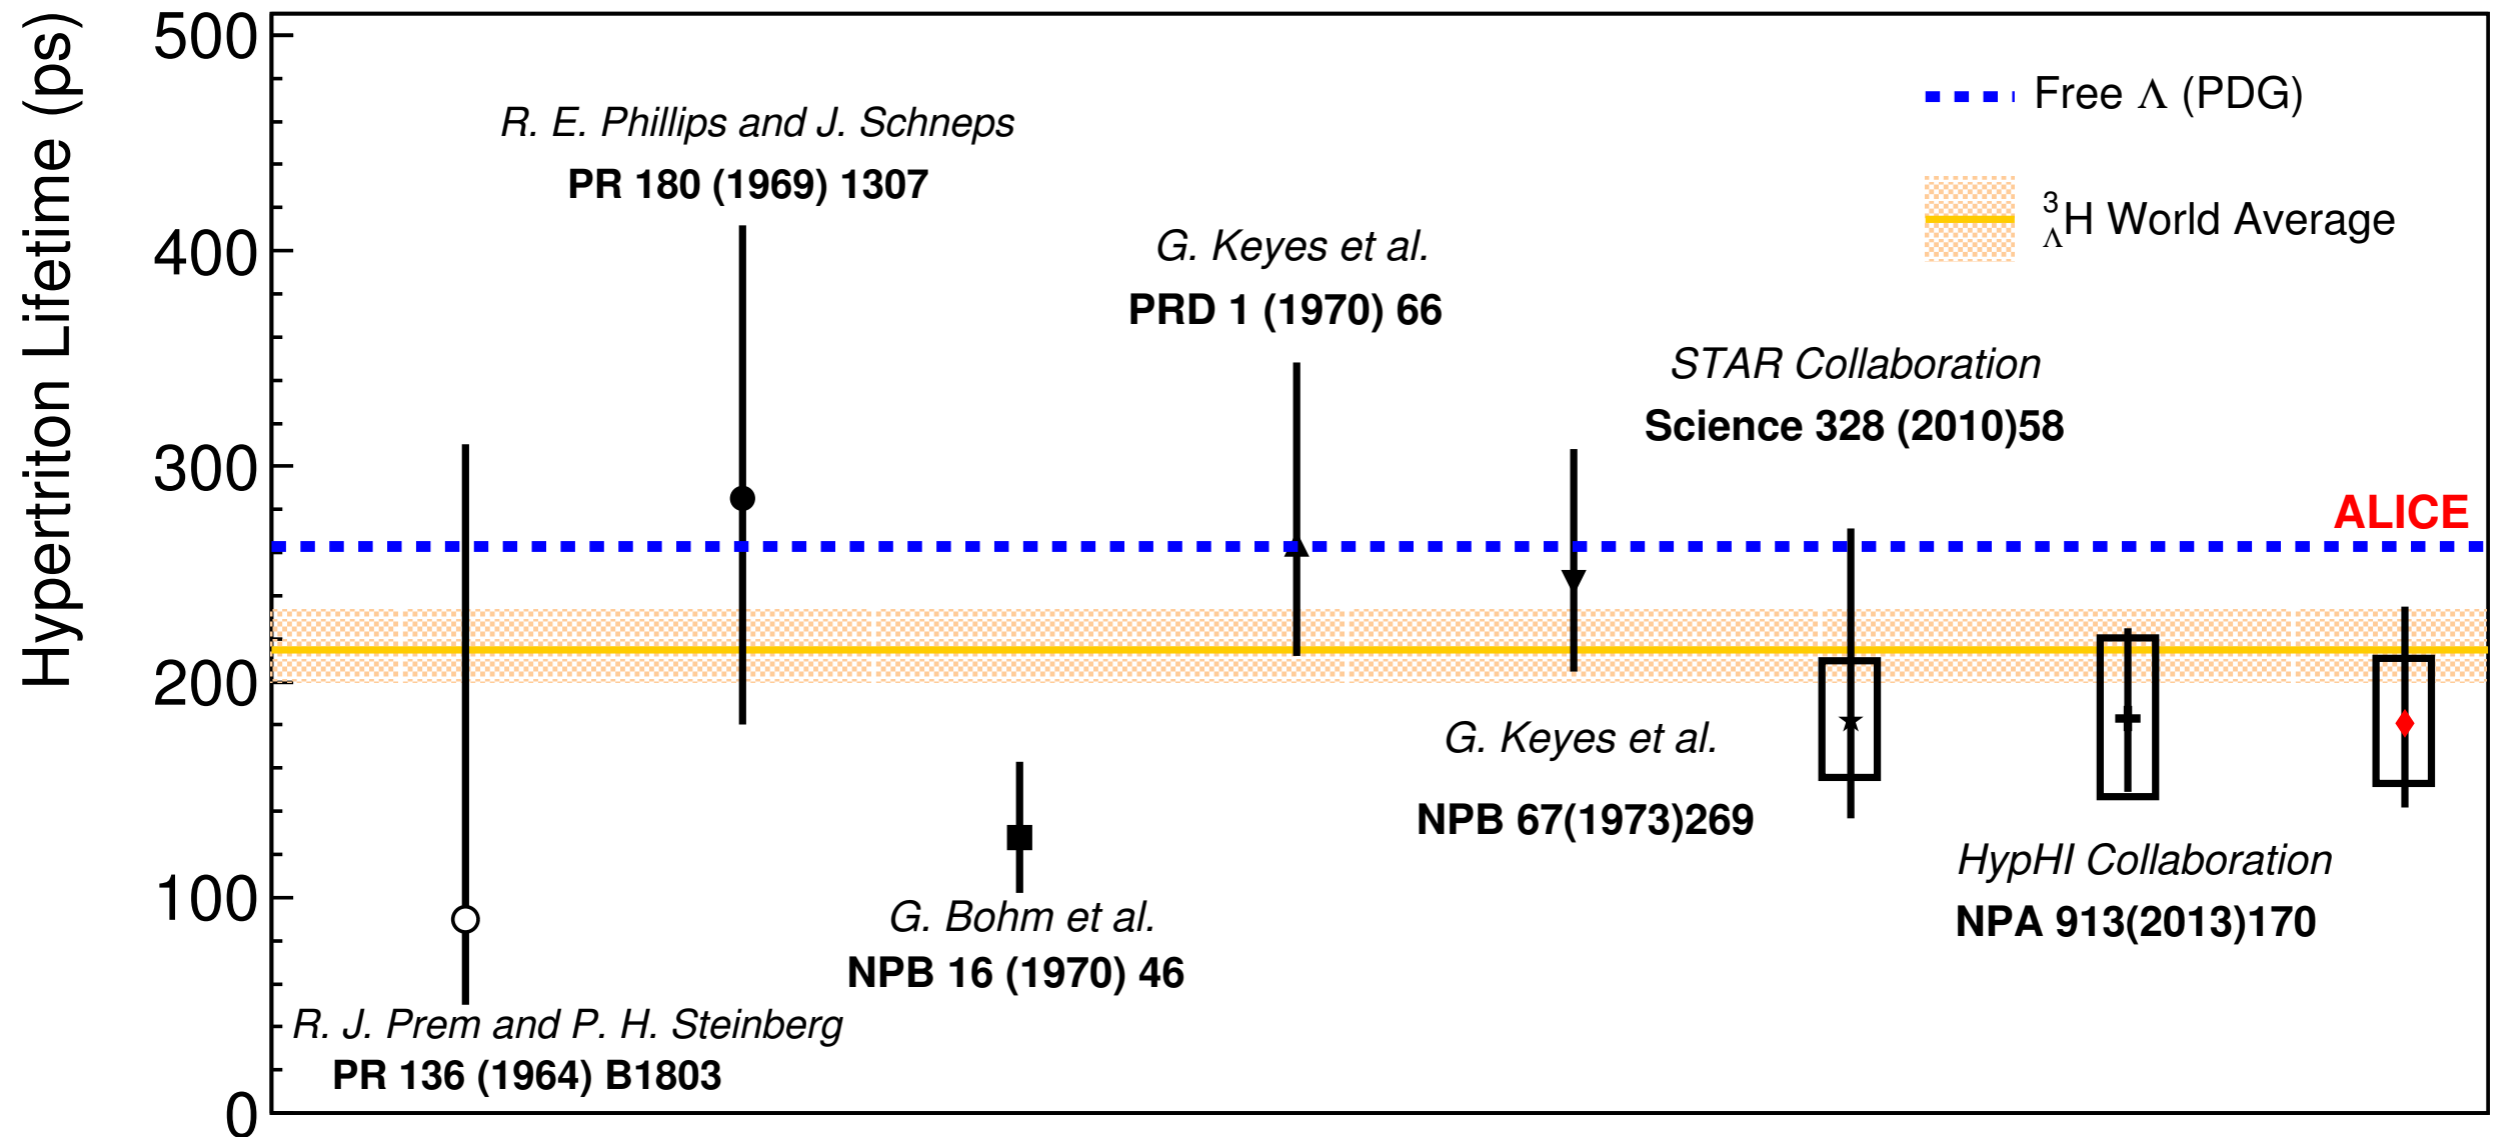 Hypertriton Lifetime (ps)
500
400
300
200
100
0
R. E. Phillips and J. Schneps
PR 180 (1969) 1307
Free Λ (PDG)
³ΛH World Average
G. Keyes et al.
PRD 1 (1970) 66
STAR Collaboration
Science 328 (2010)58
ALICE
G. Keyes et al.
NPB 67(1973)269
HypHI Collaboration
NPA 913(2013)170
G. Bohm et al.
NPB 16 (1970) 46
R. J. Prem and P. H. Steinberg
PR 136 (1964) B1803